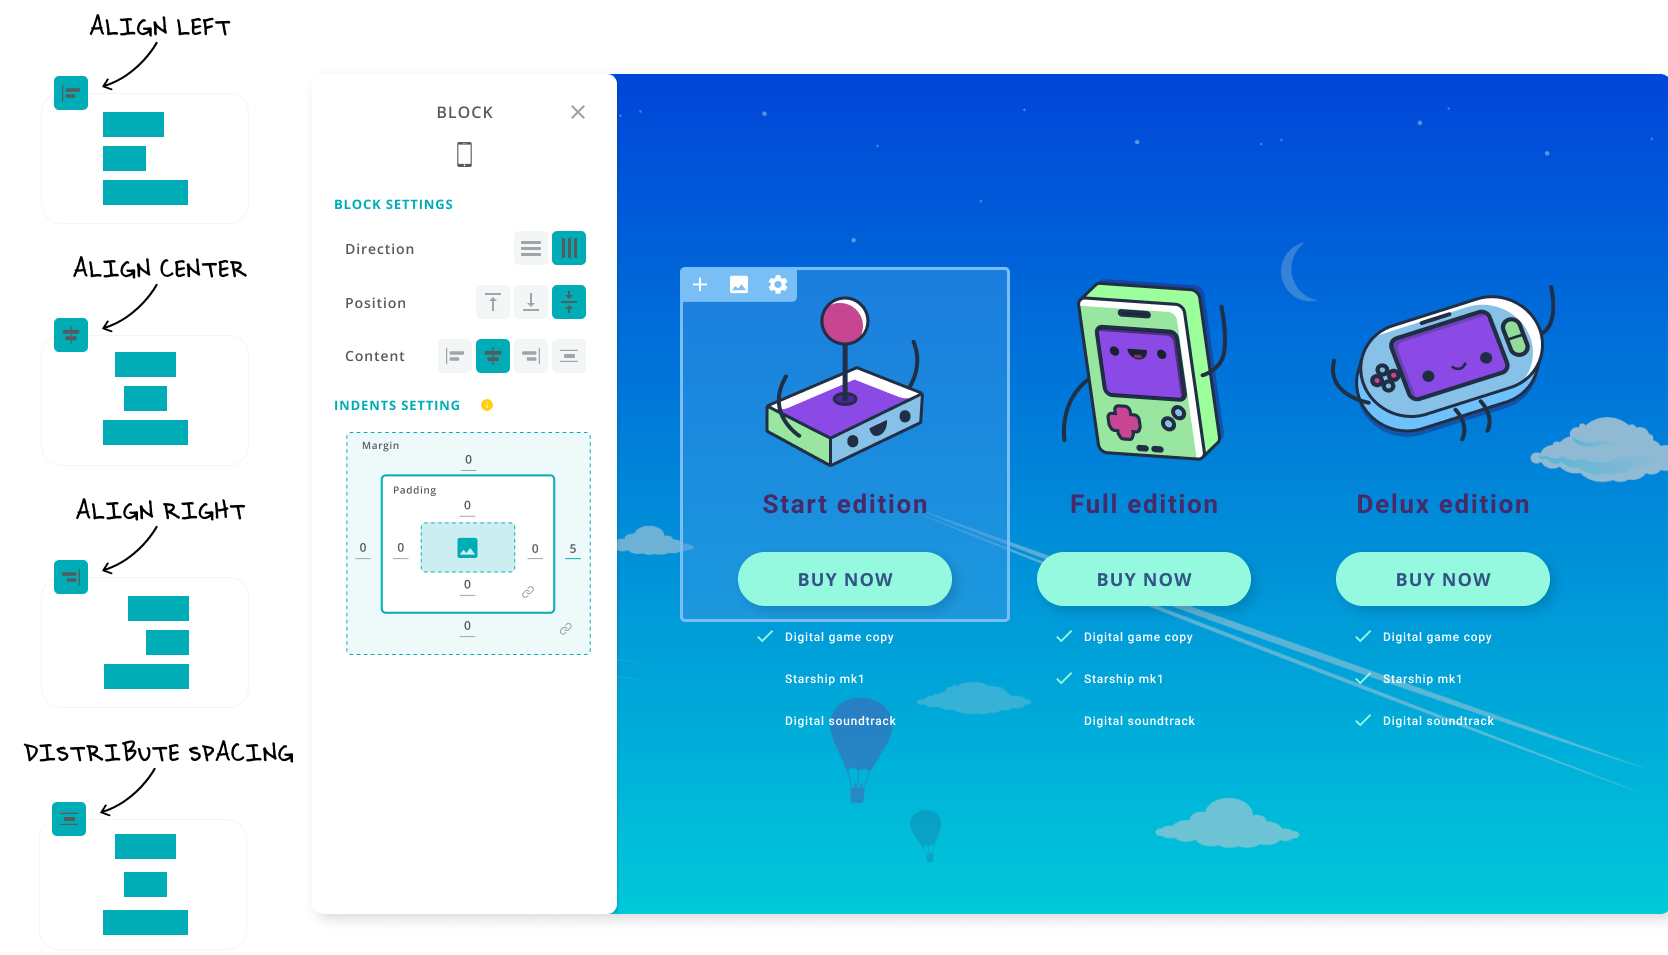 ALIGN LEFT
ALIGN CENTER
ALIGN RIGHT
DISTRIBUTE SPACING
BLOCK
BLOCK SETTINGS
Direction
Position
Content
INDENTS SETTING
Margin
0
Padding
0
0 0 0 5
0
0
Start edition
BUY NOW
Digital game copy
Starship mk1
Digital soundtrack
Full edition
BUY NOW
Digital game copy
Starship mk1
Digital soundtrack
Delux edition
BUY NOW
Digital game copy
Starship mk1
Digital soundtrack